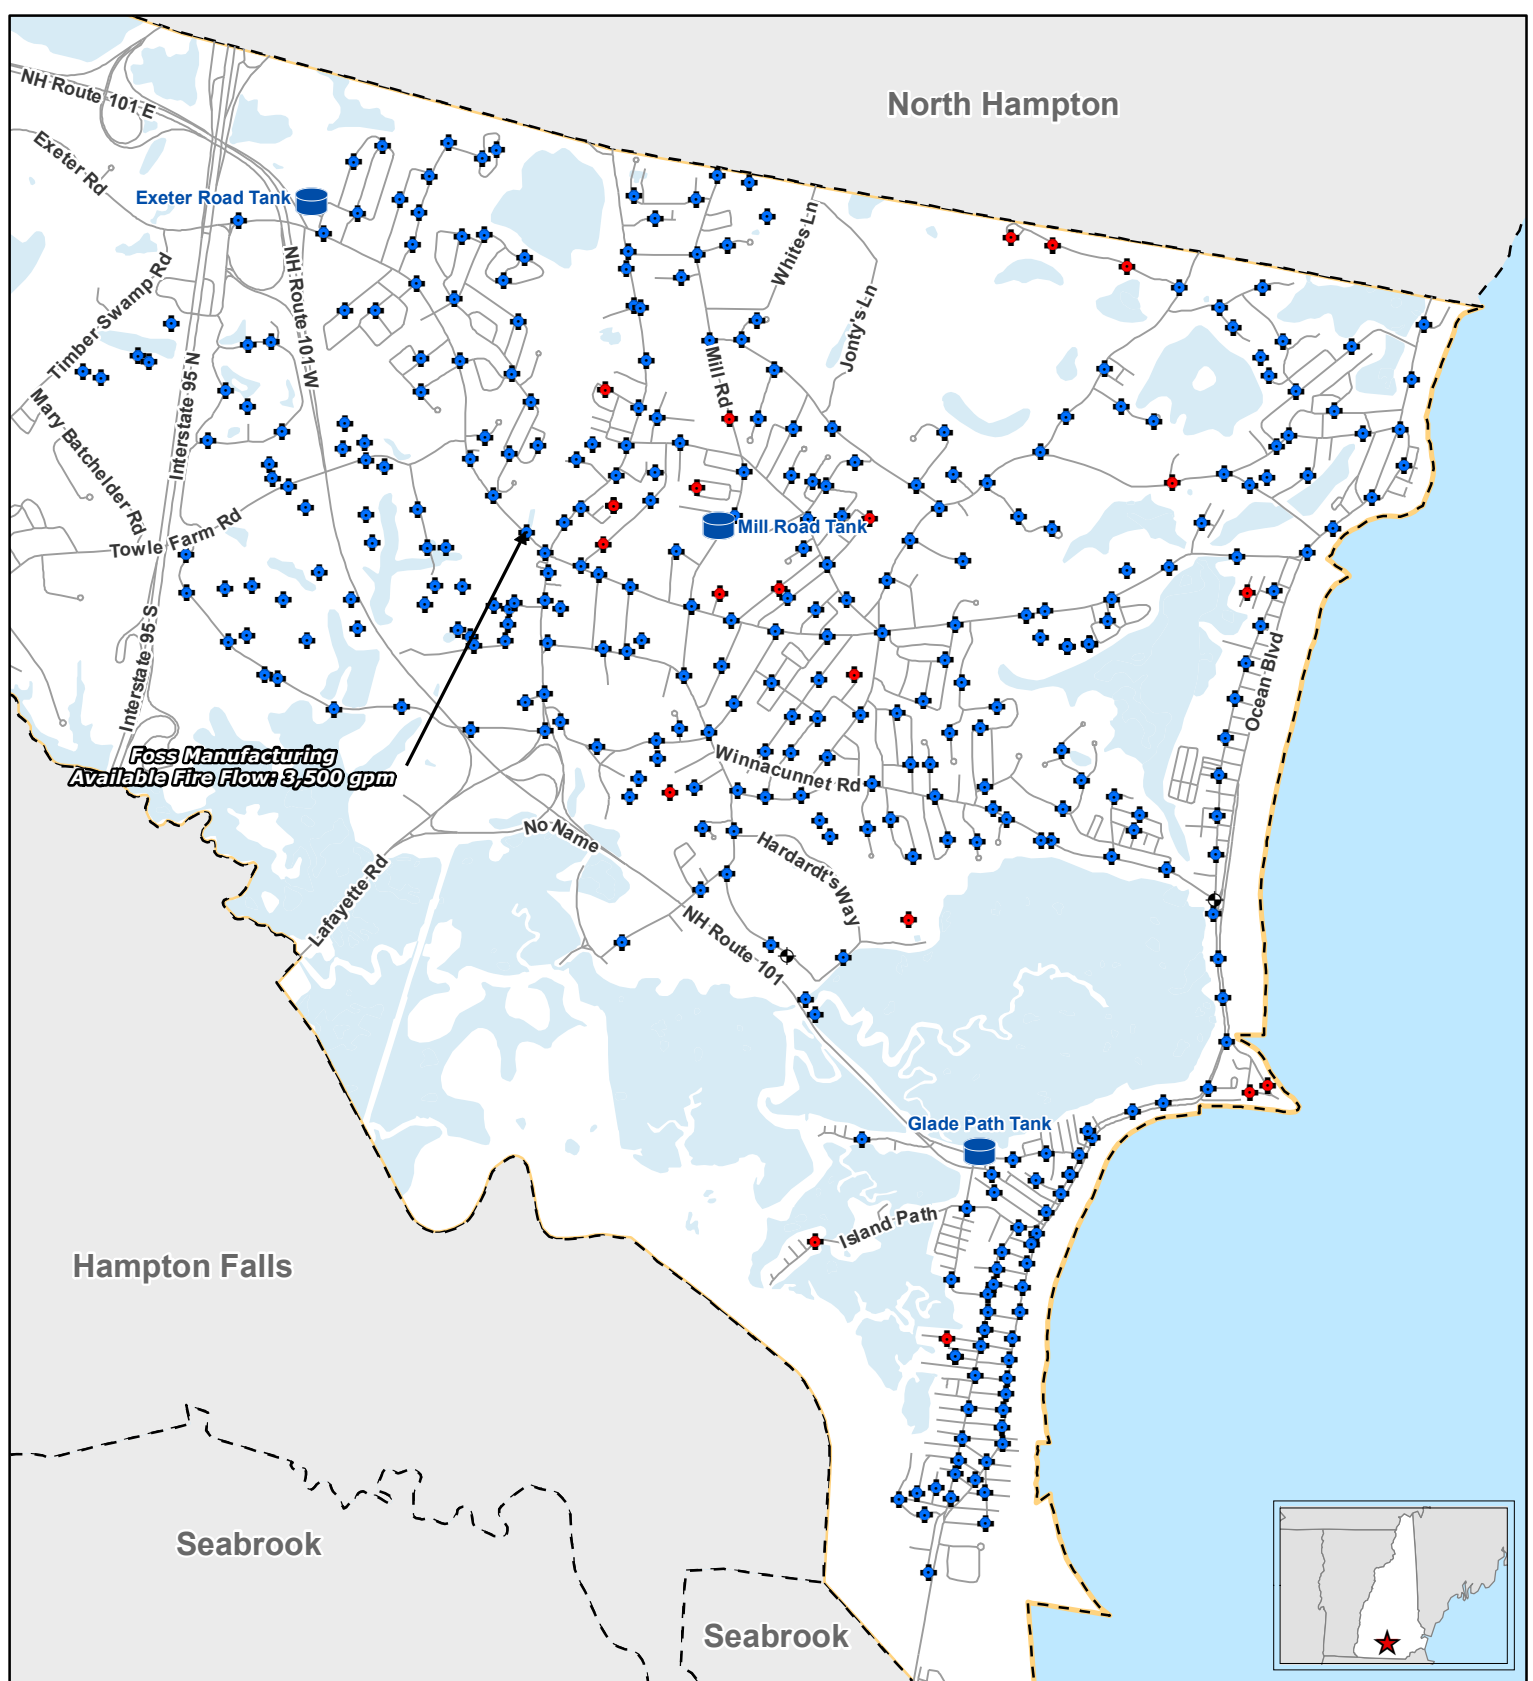 North Hampton
NH Route 101 E
Exeter Rd
Exeter Road Tank
Whites Ln
NH Route 101 W
Timber Swamp Rd
Jonty's Ln
Mill Rd
Interstate 95 N
Mary Batchelder Rd
Towle Farm Rd
Mill Road Tank
Interstate 95 S
Ocean Blvd
Foss Manufacturing
Available Fire Flow: 3,500 gpm
Winnacunnet Rd
No Name
Hardardt's Way
Lafayette Rd
NH Route 101
Glade Path Tank
Island Path
Hampton Falls
Seabrook
Seabrook